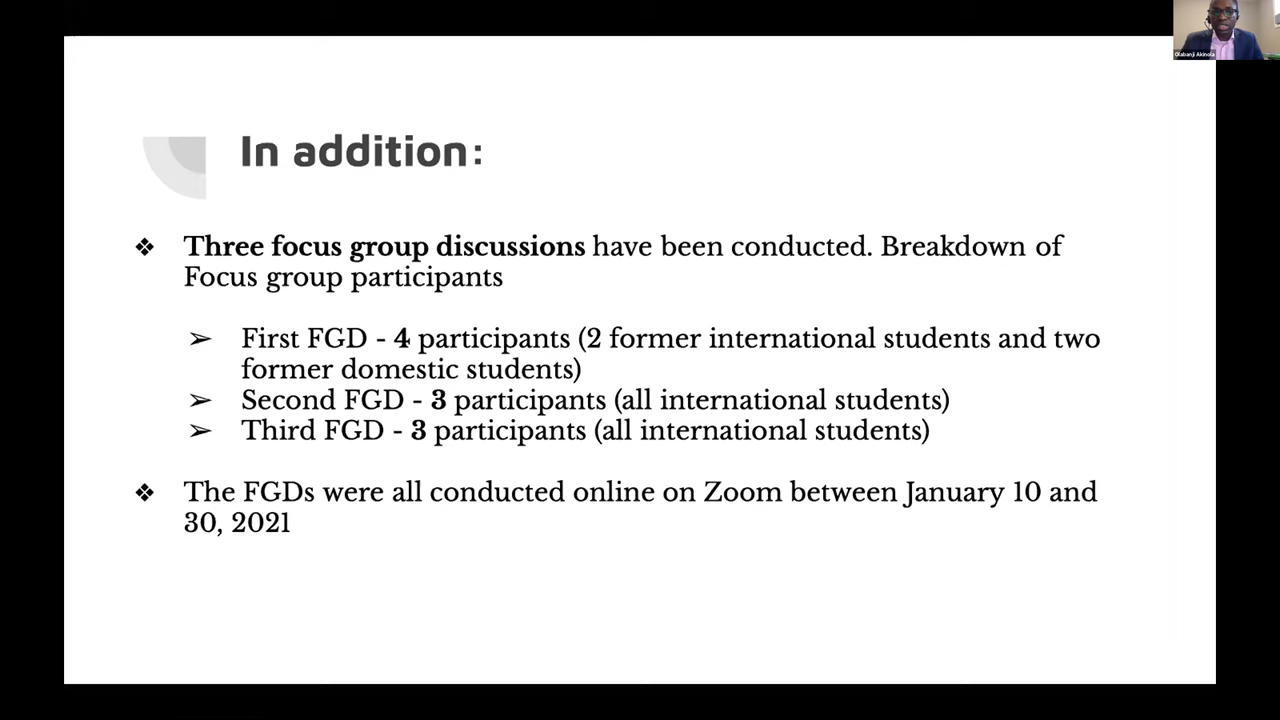 Olabanji Akinola
In addition:
❖ Three focus group discussions have been conducted. Breakdown of
Focus group participants
➢ First FGD - 4 participants (2 former international students and two
former domestic students)
➢ Second FGD - 3 participants (all international students)
➢ Third FGD - 3 participants (all international students)
❖ The FGDs were all conducted online on Zoom between January 10 and
30, 2021